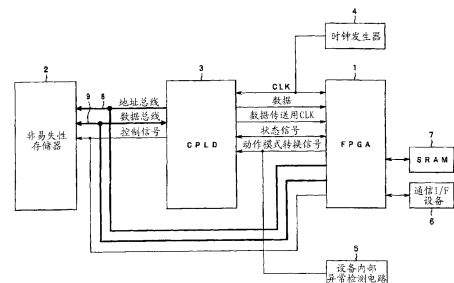 4
时钟发生器
2
9
8
3
1
地址总线
CLK
数据
数据总线
数据传送用CLK
非易失性
存储器
控制信号
CPLD
状态信号
FPGA
动作模式转换信号
7
SRAM
通信I/F
设备
6
5
设备内部
异常检测电路